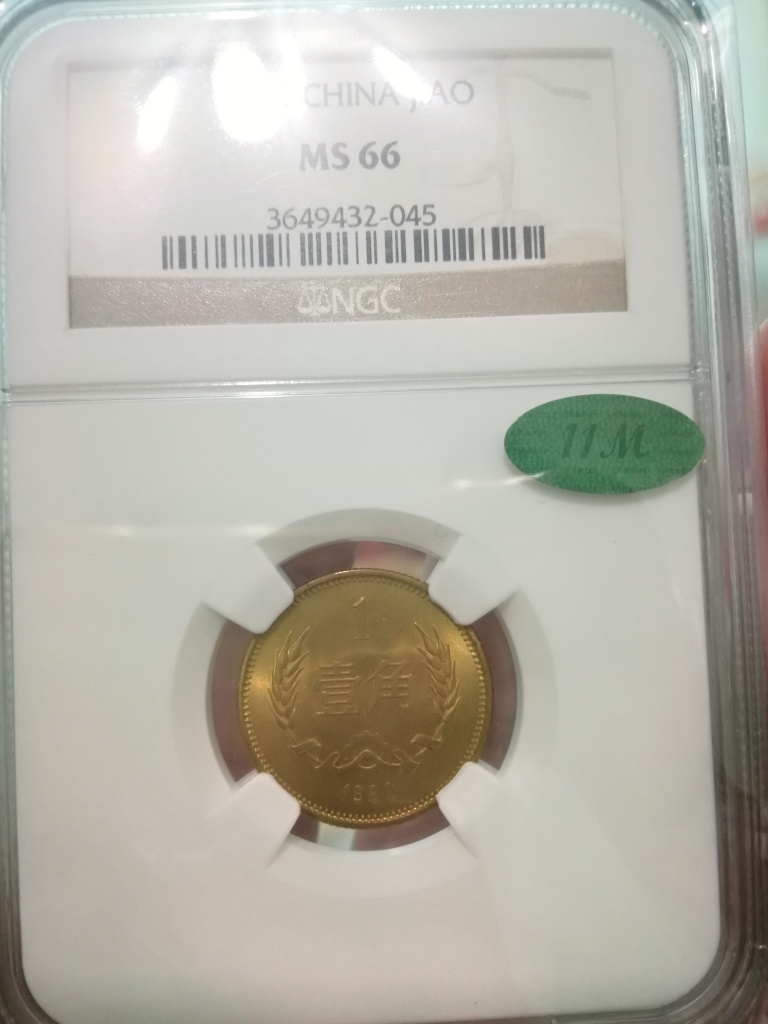 CHINA JIAO
MS 66
3649432-045
NGC
11M
1
壹角